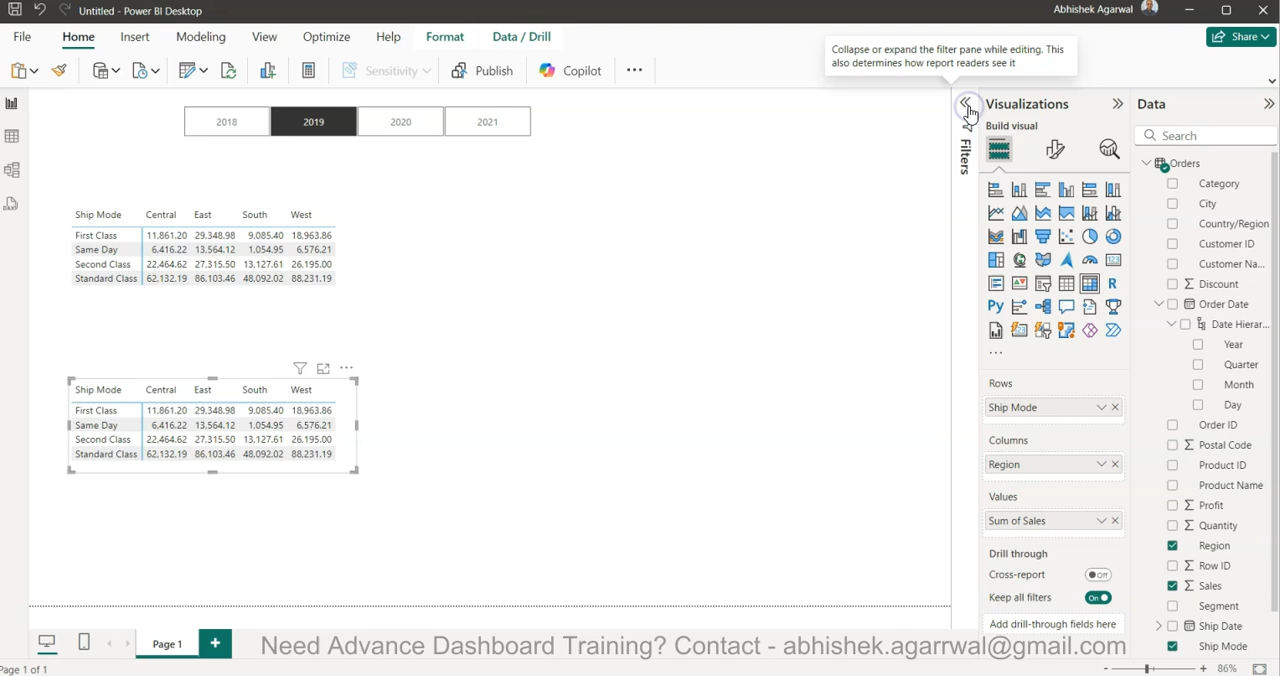 Untitled - Power BI Desktop
Abhishek Agarwal
File Home Insert Modeling View Optimize Help Format Data / Drill
Share
Sensitivity
Publish
Copilot
Collapse or expand the filter pane while editing. This
also determines how report readers see it
2018 2019 2020 2021
Ship Mode Central East South West
First Class 11,861.20 29,348.98 9,085.40 18,963.86
Same Day 6,416.22 13,564.12 1,054.95 6,576.21
Second Class 22,464.62 27,315.50 13,127.61 26,195.00
Standard Class 62,132.19 86,103.46 48,092.02 88,231.19
Ship Mode Central East South West
First Class 11,861.20 29,348.98 9,085.40 18,963.86
Same Day 6,416.22 13,564.12 1,054.95 6,576.21
Second Class 22,464.62 27,315.50 13,127.61 26,195.00
Standard Class 62,132.19 86,103.46 48,092.02 88,231.19
Filters
Visualizations
Build visual
R
Py
123
Rows
Ship Mode
Columns
Region
Values
Sum of Sales
Drill through
Cross-report
Off
Keep all filters
On
Add drill-through fields here
Data
Search
Orders
Category
City
Country/Region
Customer ID
Customer Na...
Discount
Order Date
Date Hierar...
Year
Quarter
Month
Day
Order ID
Postal Code
Product ID
Product Name
Profit
Quantity
Region
Row ID
Sales
Segment
Ship Date
Ship Mode
Page 1
Need Advance Dashboard Training? Contact - abhishek.agarrwal@gmail.com
Page 1 of 1
86%